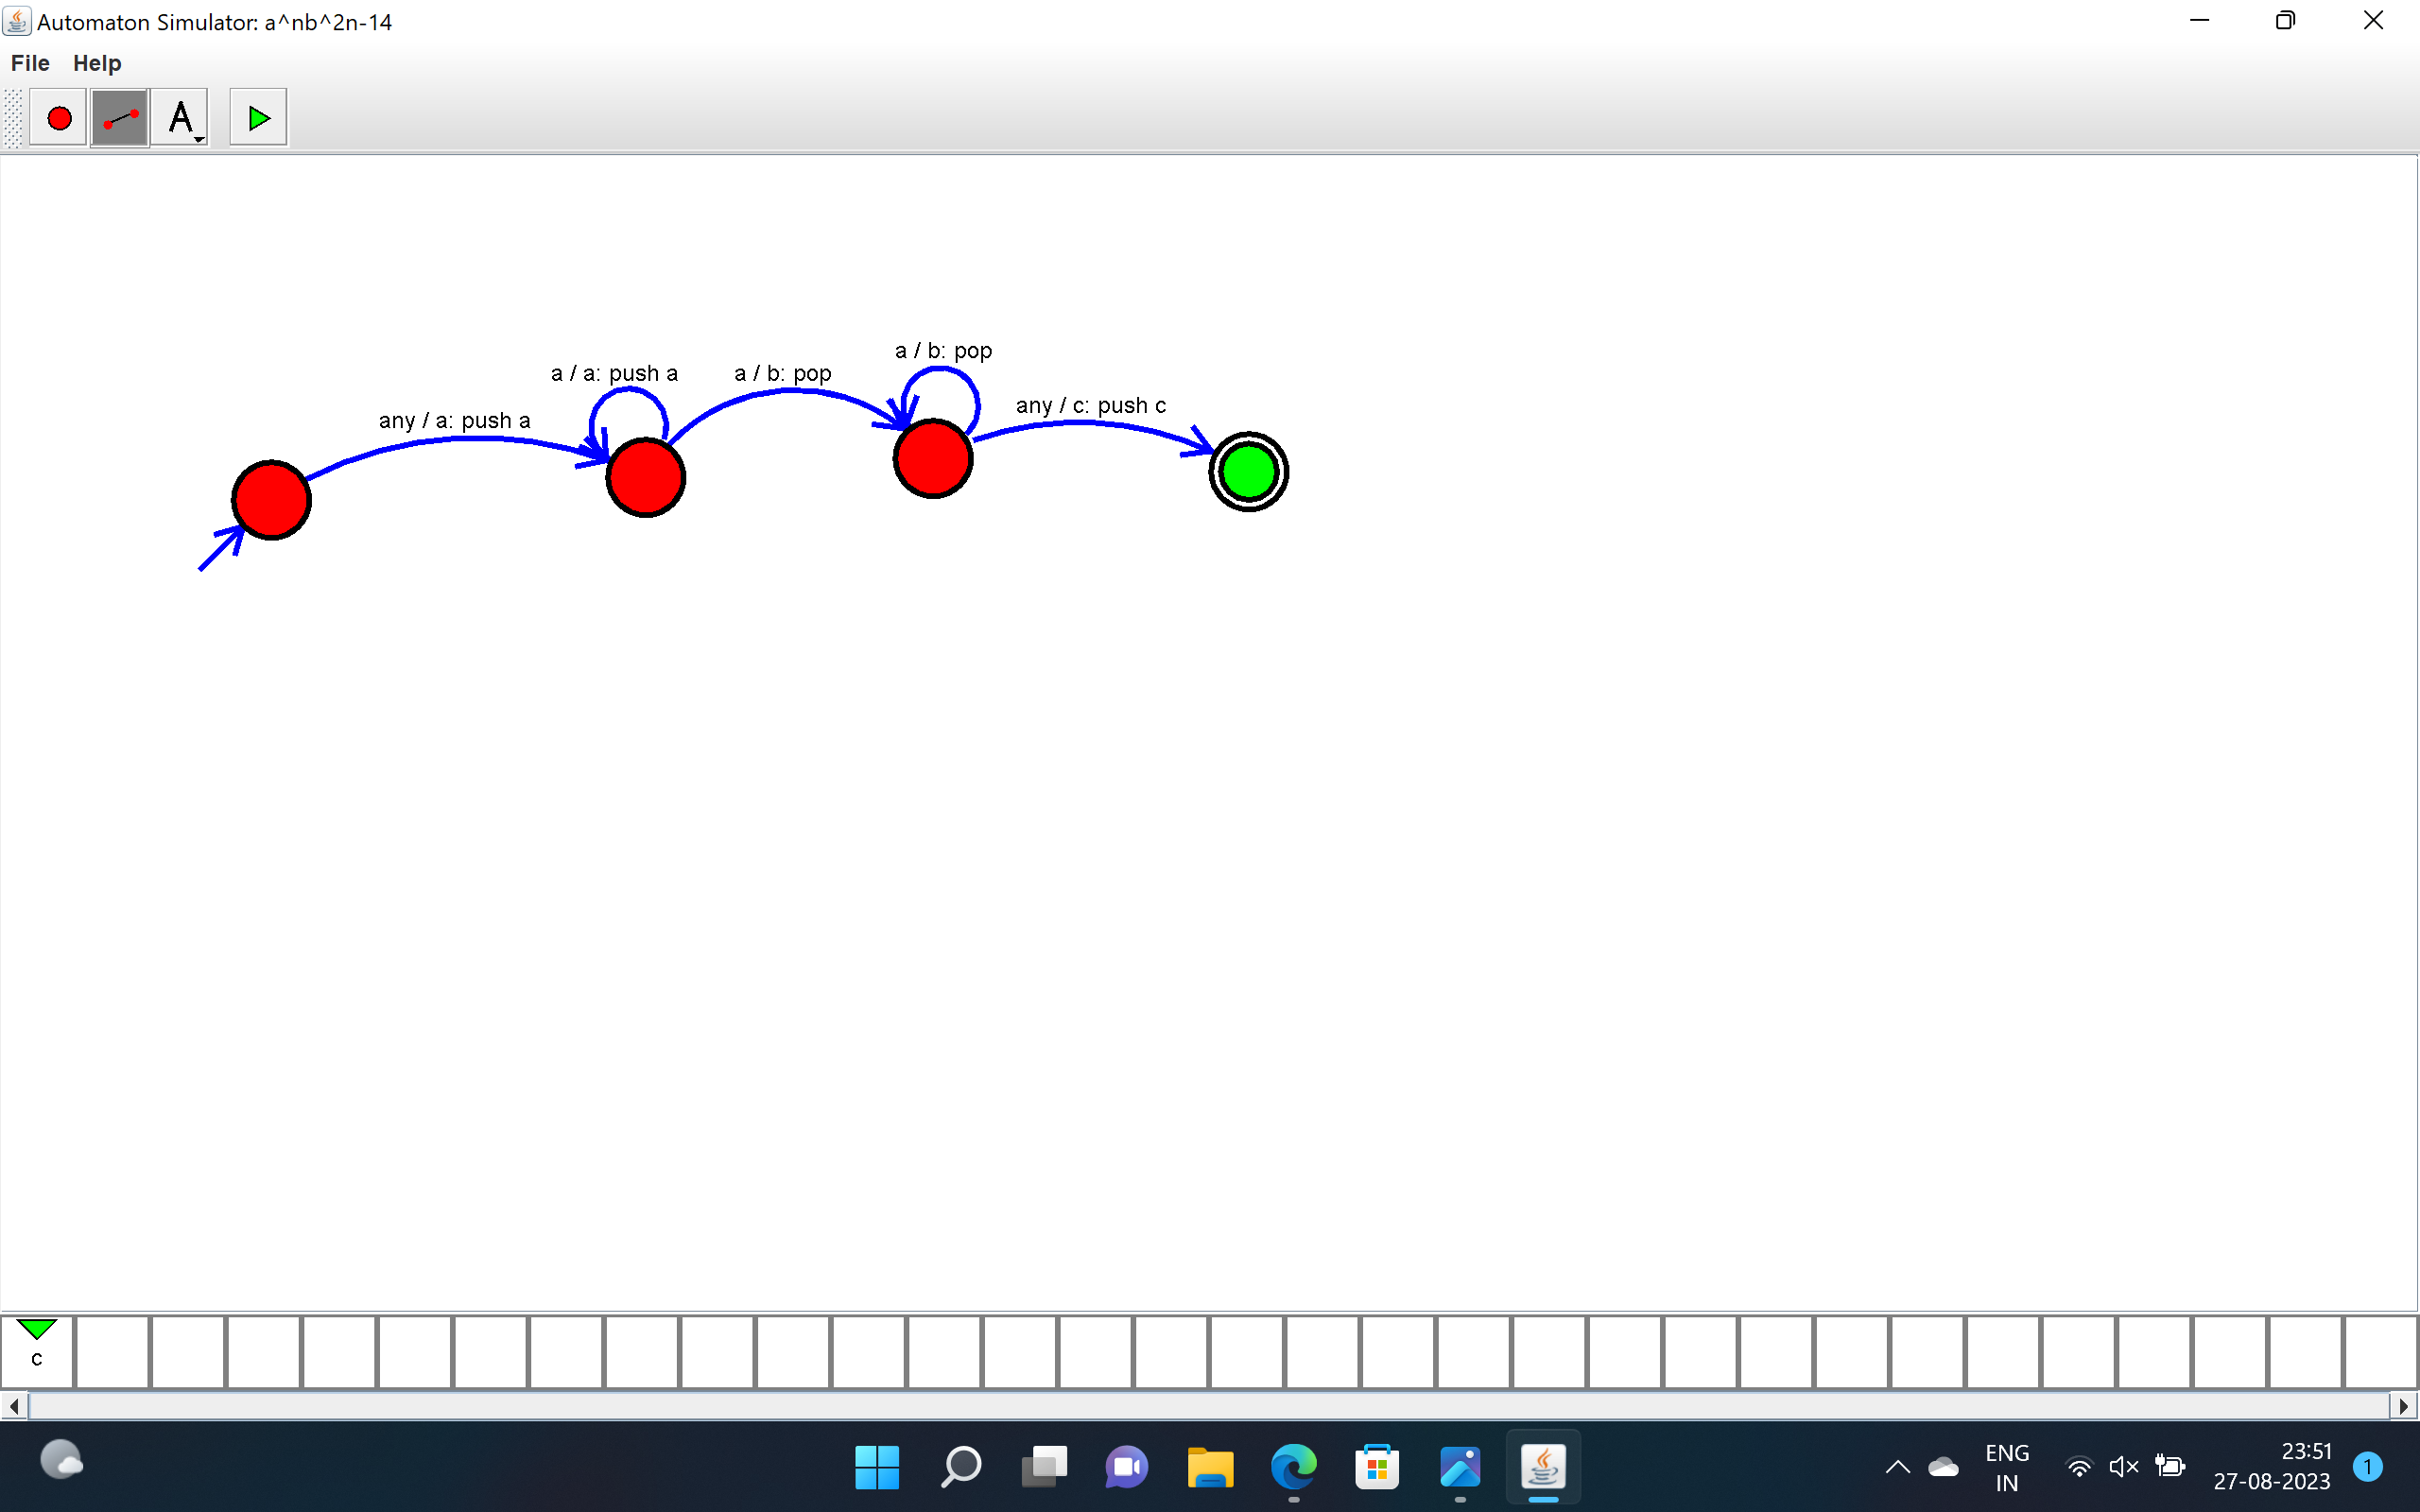 Automaton Simulator: a^nb^2n-14
File Help
A
a / b: pop
a / a: push a
a / b: pop
any / c: push c
any / a: push a
c
ENG
IN
23:51
27-08-2023
1